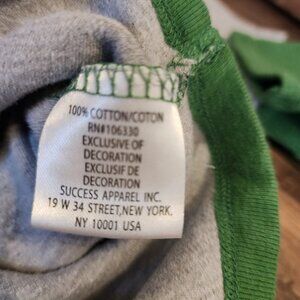 100% COTTON/COTON
RN#106330
EXCLUSIVE OF
DECORATION
EXCLUSIF DE
DECORATION
SUCCESS APPAREL INC.
19 W 34 STREET,NEW YORK,
NY 10001 USA